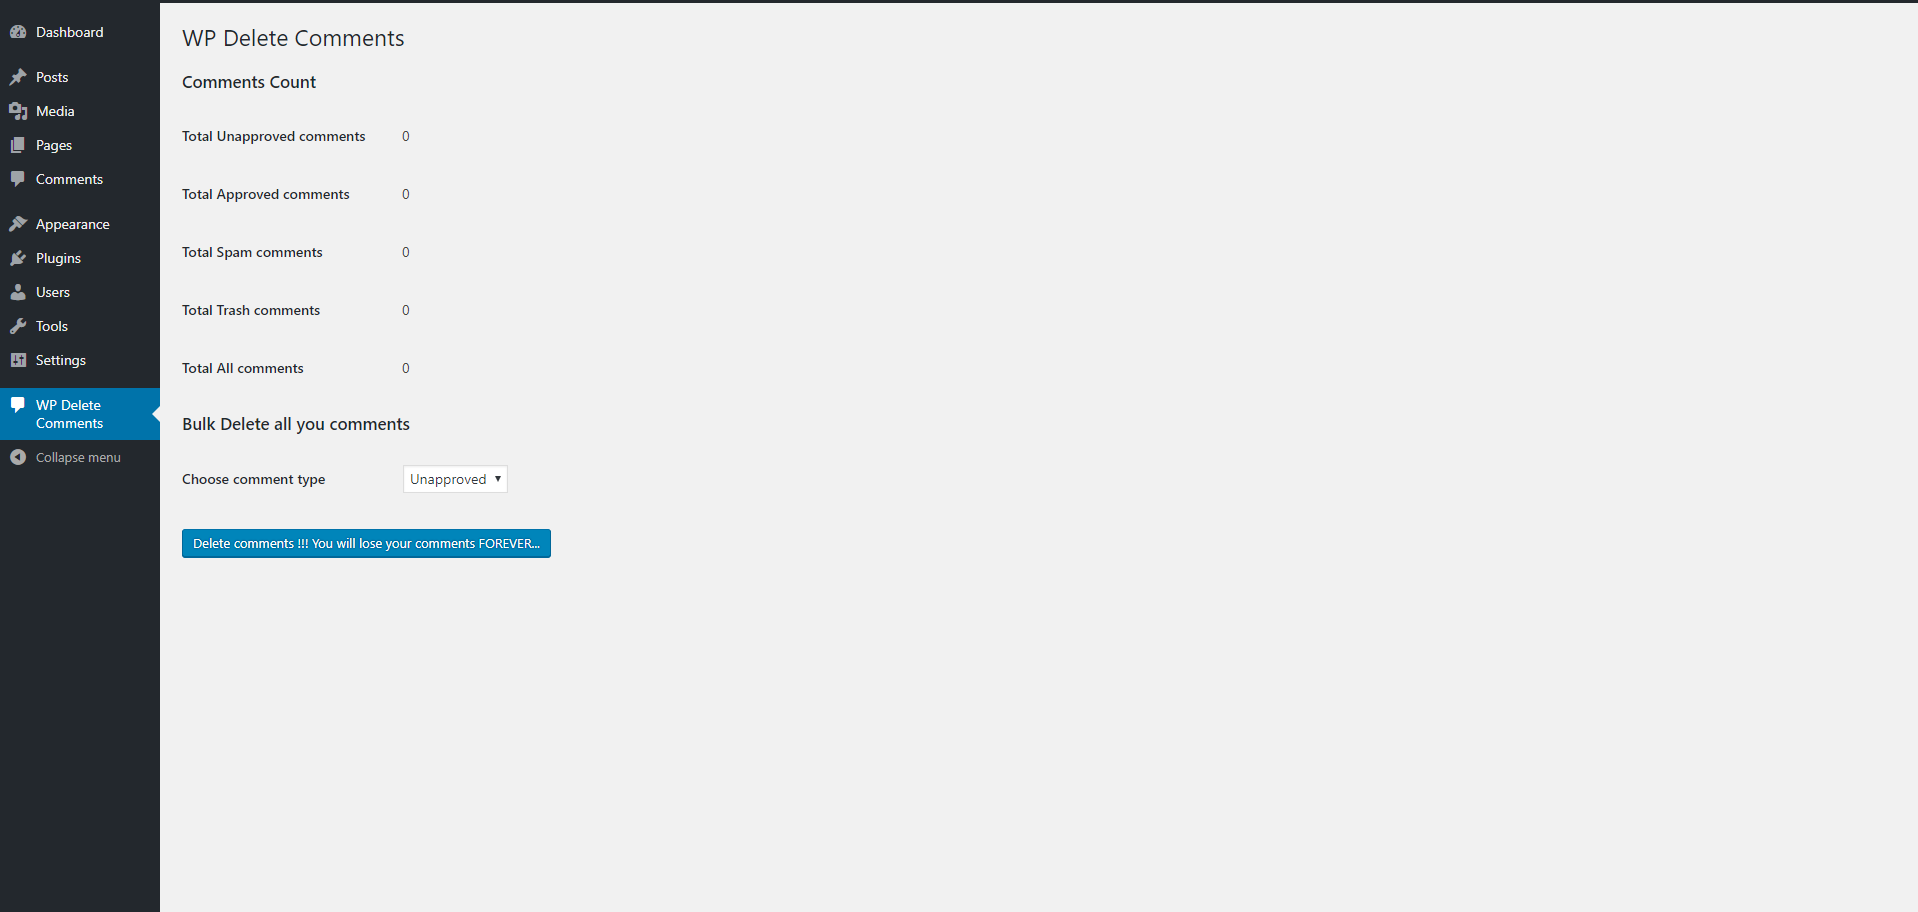 Dashboard
Posts
Media
Pages
Comments
Appearance
Plugins
Users
Tools
Settings
WP Delete
Comments
Collapse menu
WP Delete Comments
Comments Count
Total Unapproved comments 0
Total Approved comments 0
Total Spam comments 0
Total Trash comments 0
Total All comments 0
Bulk Delete all you comments
Choose comment type Unapproved
Delete comments !!! You will lose your comments FOREVER...